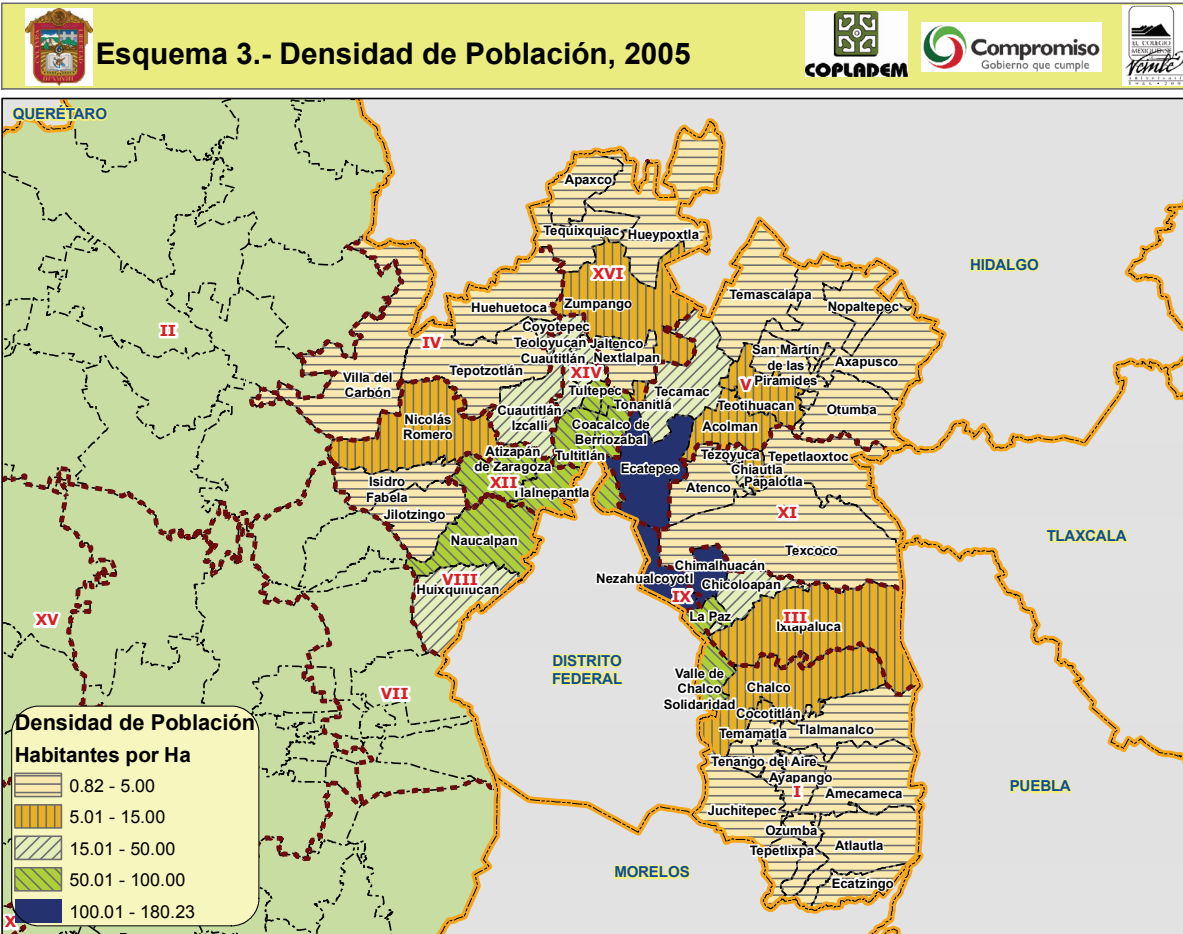 Esquema 3.- Densidad de Población, 2005
COPLADEM
Compromiso
Gobierno que cumple
EL COLEGIO
MEXIQUENSE
QUERÉTARO
HIDALGO
TLAXCALA
PUEBLA
MORELOS
DISTRITO
FEDERAL
II
IV
XVI
XIV
V
XII
XI
VIII
IX
III
XV
VII
I
X
Apaxco
Tequixquiac
Hueypoxtla
Zumpango
Huehuetoca
Coyotepec
Teoloyucan
Jaltenco
Cuautitlán
Nextlalpan
Tepotzotlán
Villa del
Carbón
Tultepec
Tonanitlá
Tecamac
Cuautitlán
Izcalli
Nicolás
Romero
Coacalco de
Berriozabal
Atizapán
de Zaragoza
Tultitlán
Ecatepec
Tlalnepantla
Isidro
Fabela
Jilotzingo
Naucalpan
Huixquilucan
Temascalapa
Nopaltepec
San Martín
de las
Pirámides
Axapusco
Teotihuacan
Otumba
Acolman
Tezoyuca
Tepetlaoxtoc
Chiautla
Papalotla
Atenco
Texcoco
Chimalhuacán
Nezahualcoyotl
Chicoloapan
La Paz
Ixtapaluca
Valle de
Chalco
Solidaridad
Chalco
Cocotitlán
Temamatla
Tlalmanalco
Tenango del Aire
Ayapango
Amecameca
Juchitepec
Ozumba
Tepetlixpa
Atlautla
Ecatzingo
Densidad de Población
Habitantes por Ha
0.82 - 5.00
5.01 - 15.00
15.01 - 50.00
50.01 - 100.00
100.01 - 180.23